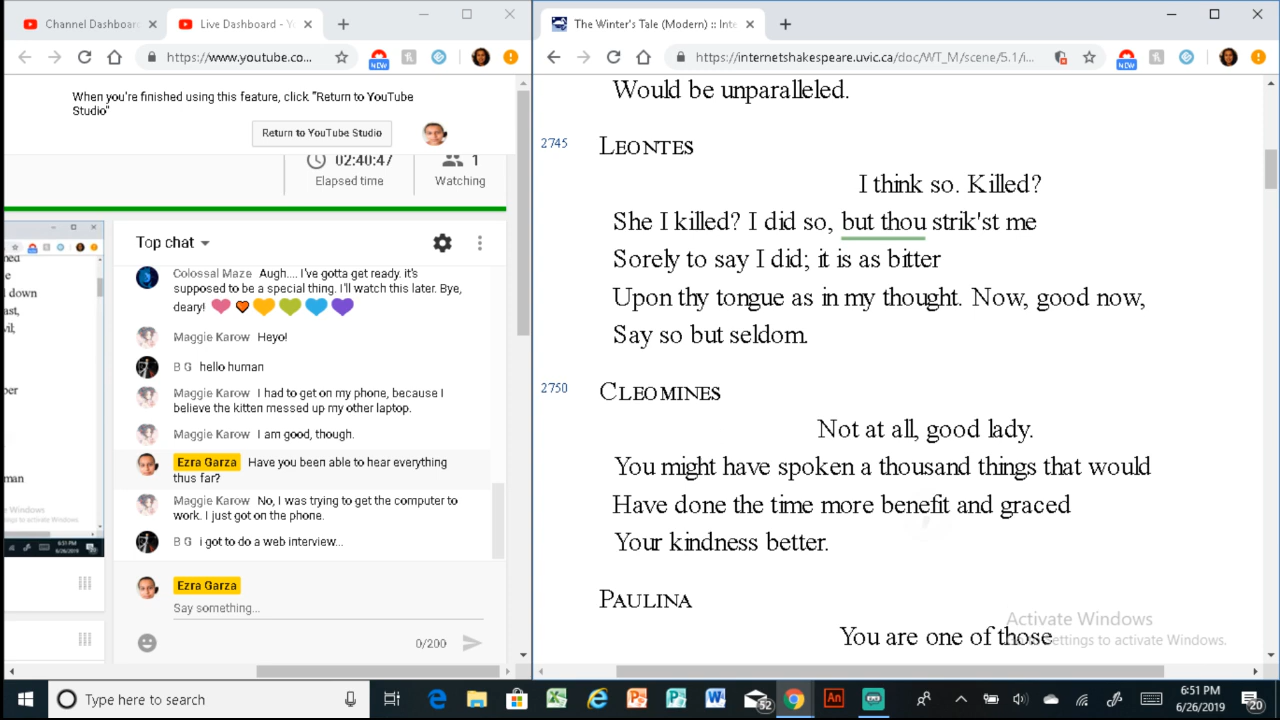 Channel Dashboard
Live Dashboard - Y
https://www.youtube.co...
NEW
When you're finished using this feature, click "Return to YouTube
Studio"
Return to YouTube Studio
02:40:47
Elapsed time
1
Watching
Top chat
Colossal Maze Augh.... I've gotta get ready. it's
supposed to be a special thing. I'll watch this later. Bye,
deary!
Maggie Karow Heyo!
B G hello human
Maggie Karow I had to get on my phone, because I
believe the kitten messed up my other laptop.
Maggie Karow I am good, though.
Ezra Garza Have you been able to hear everything
thus far?
Maggie Karow No, I was trying to get the computer to
work. I just got on the phone.
B G i got to do a web interview...
Ezra Garza
Say something...
0/200
down
ast,
vil,
man
The Winter's Tale (Modern) :: Inte
https://internetshakespeare.uvic.ca/doc/WT_M/scene/5.1/i...
NEW
Would be unparalleled.
2745 LEONTES
I think so. Killed?
She I killed? I did so, but thou strik'st me
Sorely to say I did; it is as bitter
Upon thy tongue as in my thought. Now, good now,
Say so but seldom.
2750 CLEOMINES
Not at all, good lady.
You might have spoken a thousand things that would
Have done the time more benefit and graced
Your kindness better.
PAULINA
You are one of those
Activate Windows
Settings to activate Windows.
Type here to search
52
An
6:51 PM
6/26/2019
20